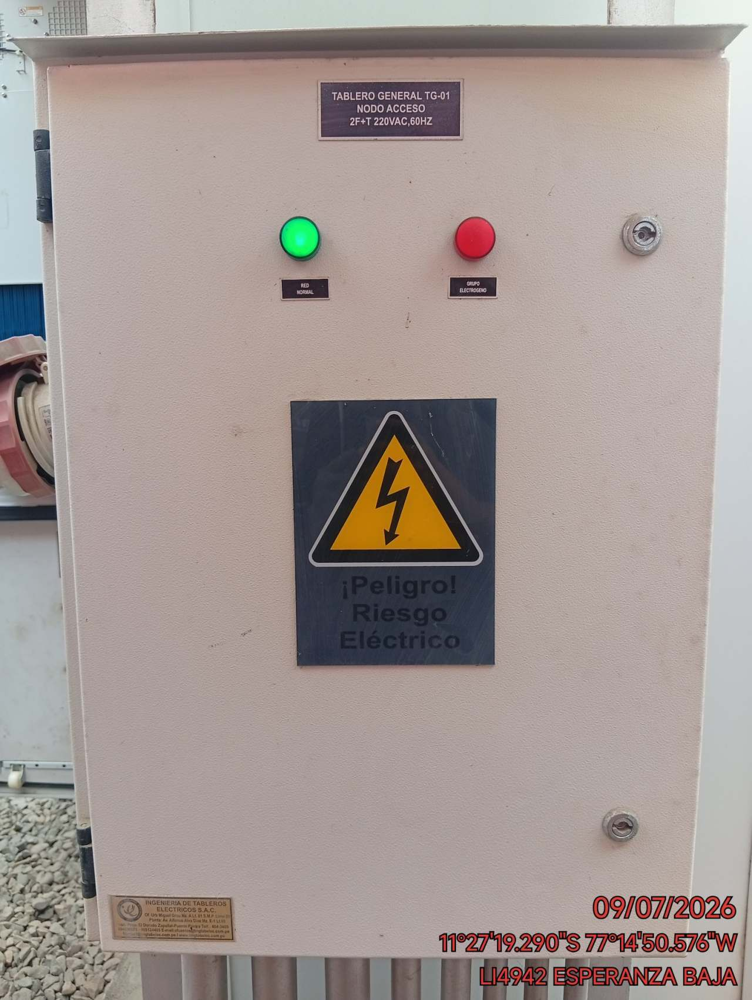 TABLERO GENERAL TG-01
NODO ACCESO
2F+T 220VAC,60HZ
RED
NORMAL
GRUPO
ELECTROGENO
¡Peligro!
Riesgo
Eléctrico
INGENIERIA DE TABLEROS
ELECTRICOS S.A.C.
09/07/2026
11°27'19.290"S 77°14'50.576"W
LI4942 ESPERANZA BAJA